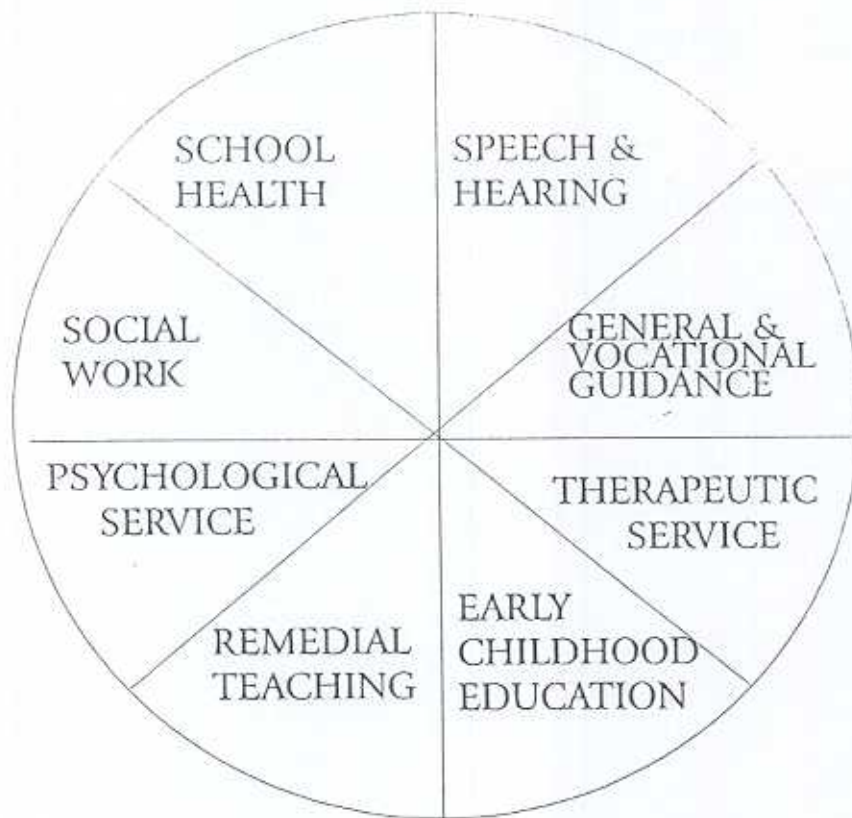 SCHOOL
HEALTH
SPEECH &
HEARING
SOCIAL
WORK
GENERAL &
VOCATIONAL
GUIDANCE
PSYCHOLOGICAL
SERVICE
THERAPEUTIC
SERVICE
REMEDIAL
TEACHING
EARLY
CHILDHOOD
EDUCATION